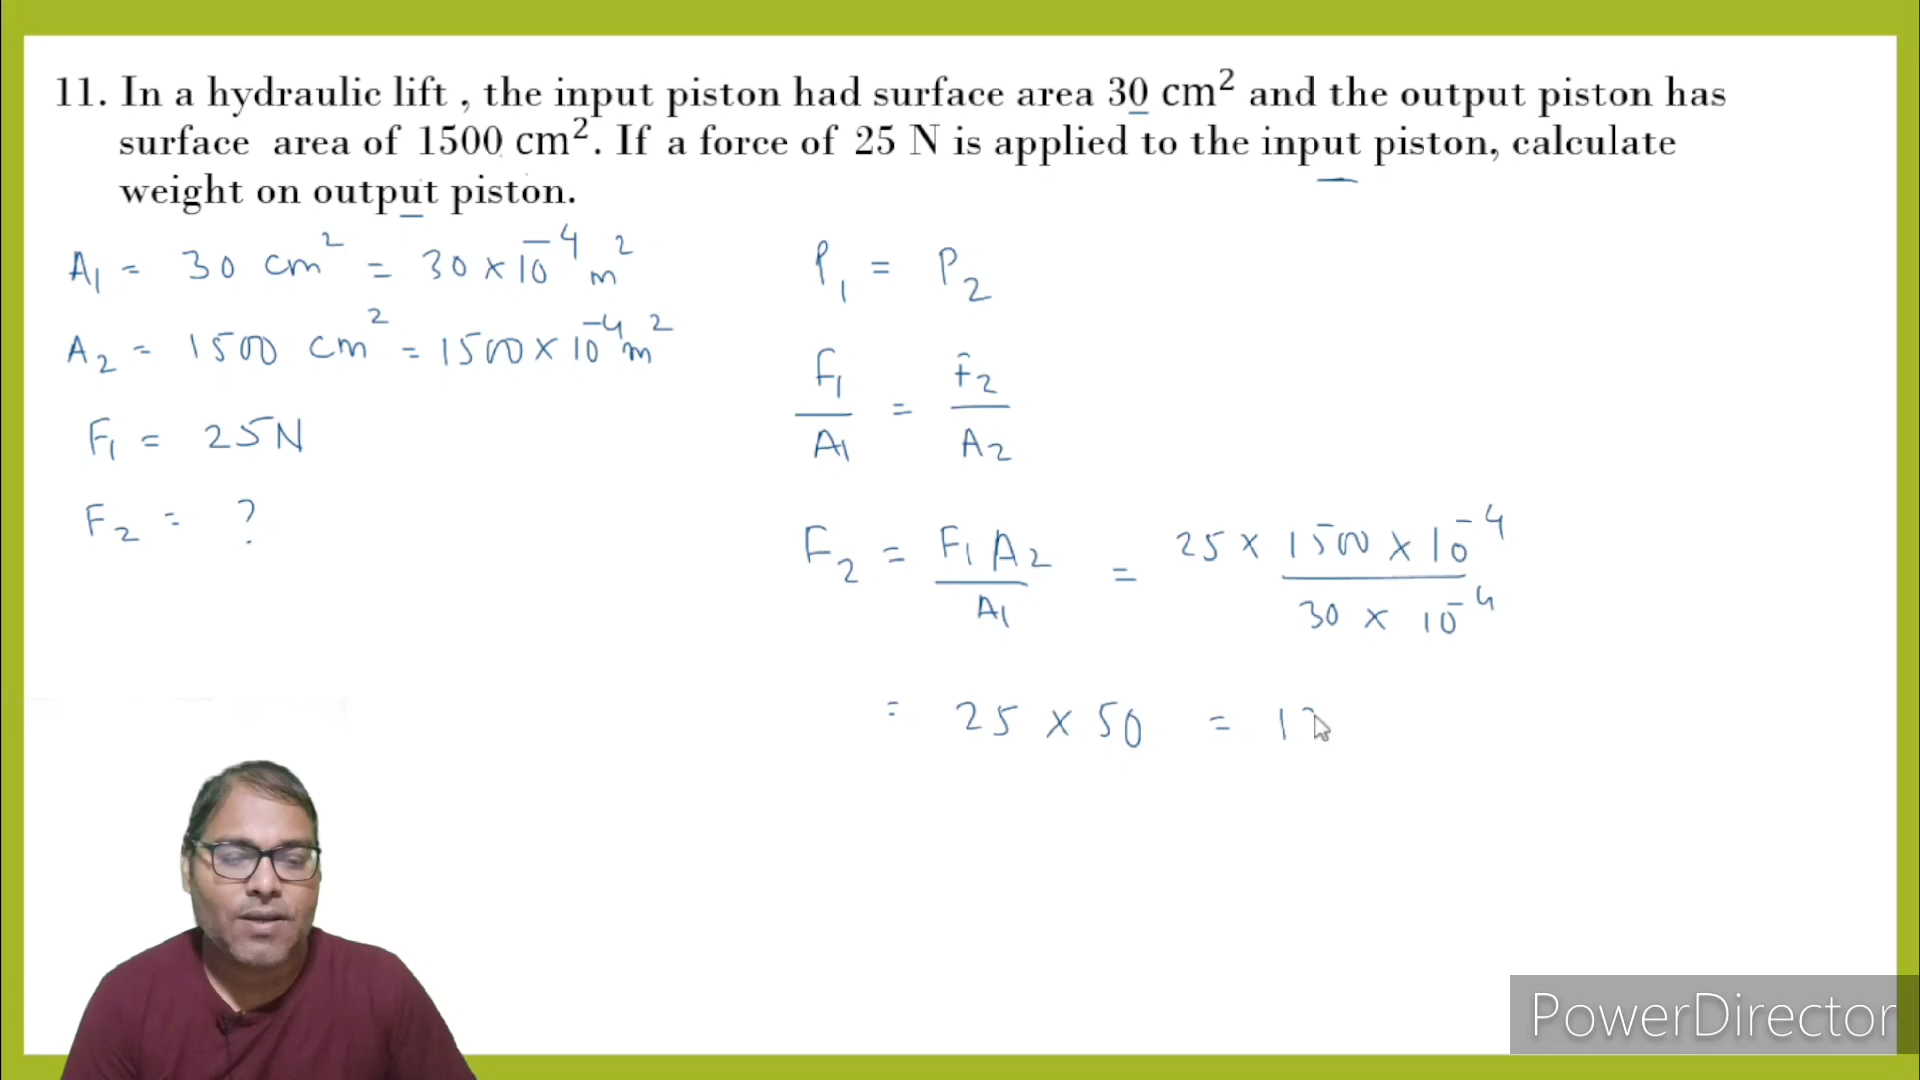 11. In a hydraulic lift , the input piston had surface area 30 cm² and the output piston has
surface area of 1500 cm². If a force of 25 N is applied to the input piston, calculate
weight on output piston.
A₁ = 30 cm² = 30 × 10⁻⁴ m²
A₂ = 1500 cm² = 1500 × 10⁻⁴ m²
F₁ = 25N
F₂ = ?
P₁ = P₂
F₁/A₁ = F₂/A₂
F₂ = F₁ A₂/A₁ = 25 × 1500 × 10⁻⁴/30 × 10⁻⁴
= 25 × 50 = 1
PowerDirector